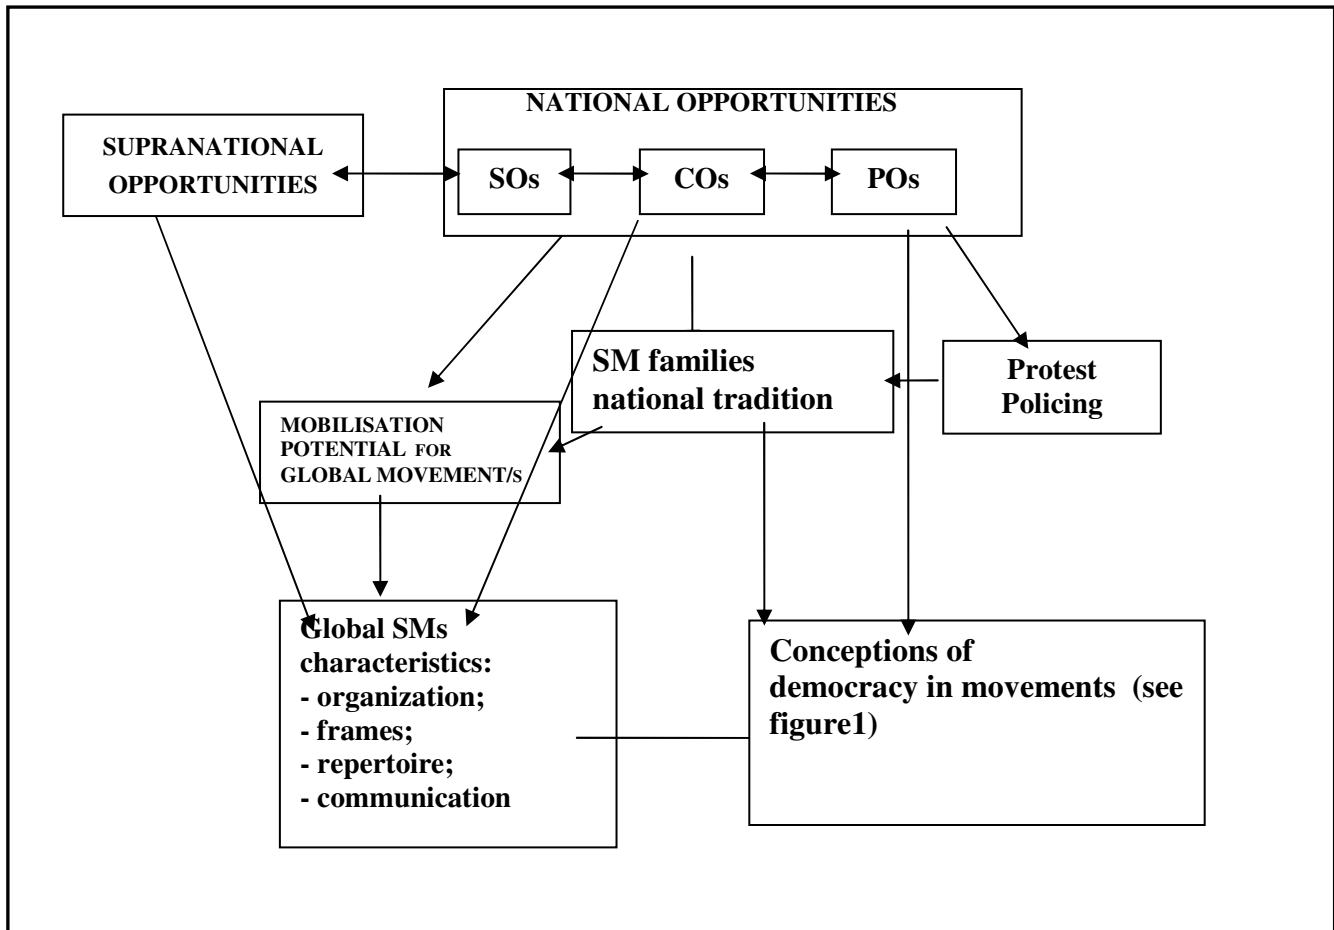 NATIONAL OPPORTUNITIES
SUPRANATIONAL
OPPORTUNITIES
SOs
COs
POs
SM families
national tradition
Protest
Policing
MOBILISATION
POTENTIAL FOR
GLOBAL MOVEMENT/S
Global SMs
characteristics:
- organization;
- frames;
- repertoire;
- communication
Conceptions of
democracy in movements (see
figure1)